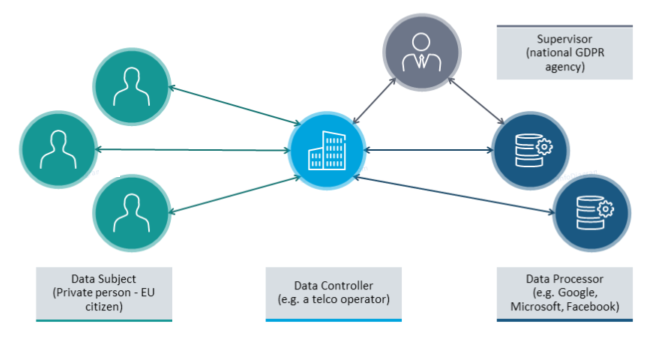 Supervisor
(national GDPR
agency)
Data Subject
(Private person - EU
citizen)
Data Controller
(e.g. a telco operator)
Data Processor
(e.g. Google,
Microsoft, Facebook)